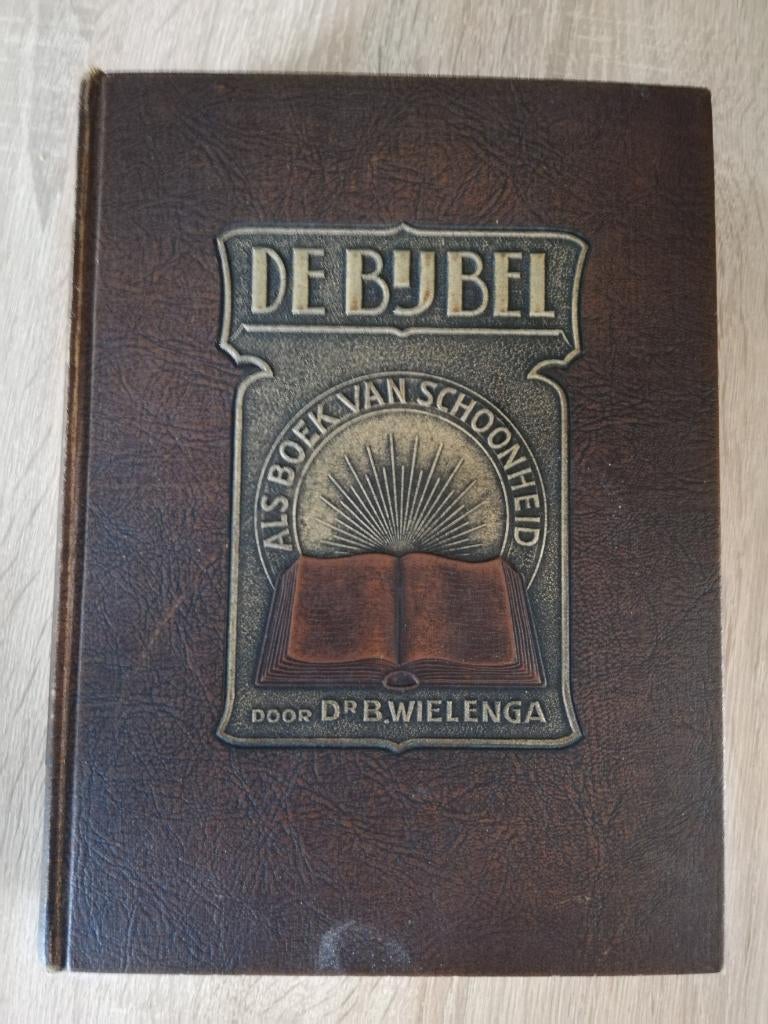 DE BIJBEL
ALS BOEK VAN SCHOONHEID
DOOR DR B. WIELENGA